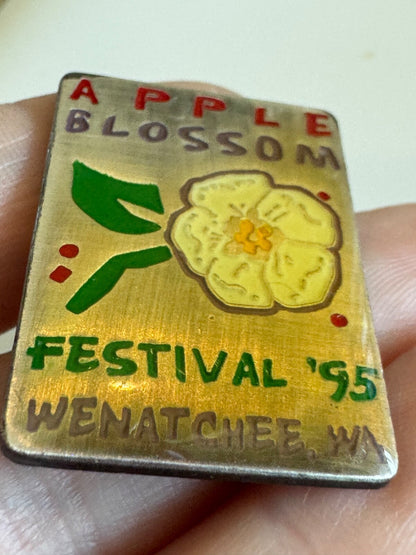 APPLE
BLOSSOM
FESTIVAL '95
WENATCHEE, WA